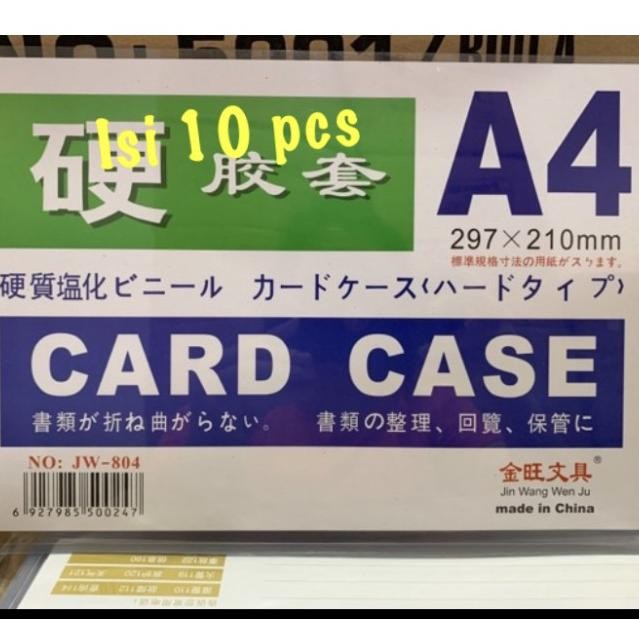 硬胶套
Isi 10 pcs
A4
297×210mm
標準規格寸法の用紙がスㇼます。
硬質塩化ビニール カードケース〈ハードタイプ〉
CARD CASE
書類が折ね曲がらない。 書類の整理、回覧、保管に
NO: JW-804
6 927985 500247
金旺文具®
Jin Wang Wen Ju
made in China